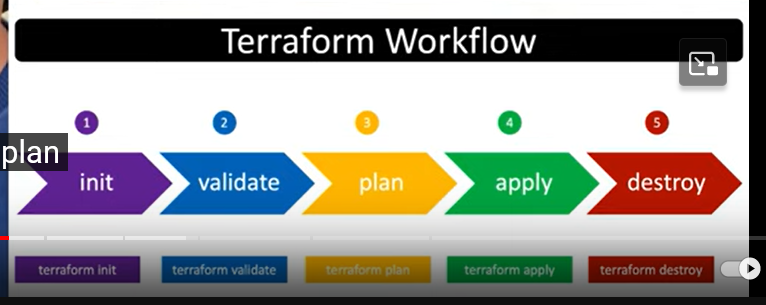 Terraform Workflow
1 2 3 4 5
plan
init validate plan apply destroy
terraform init terraform validate terraform plan terraform apply terraform destroy